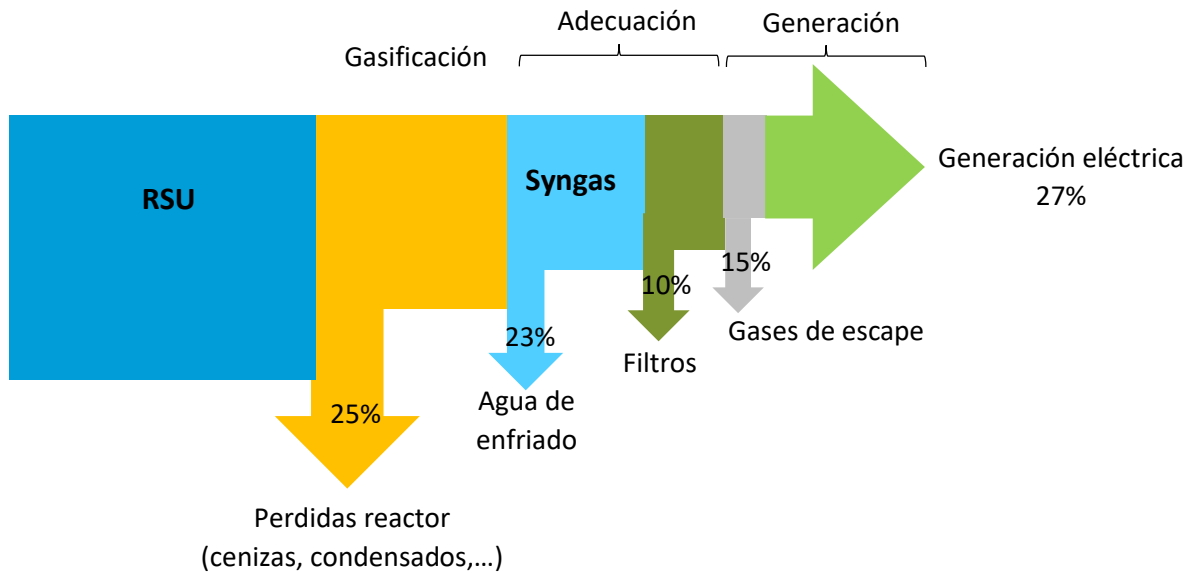 Adecuación
Generación
Gasificación
RSU
Syngas
Generación eléctrica
27%
25%
23%
10%
15%
Gases de escape
Filtros
Agua de
enfriado
Perdidas reactor
(cenizas, condensados,...)